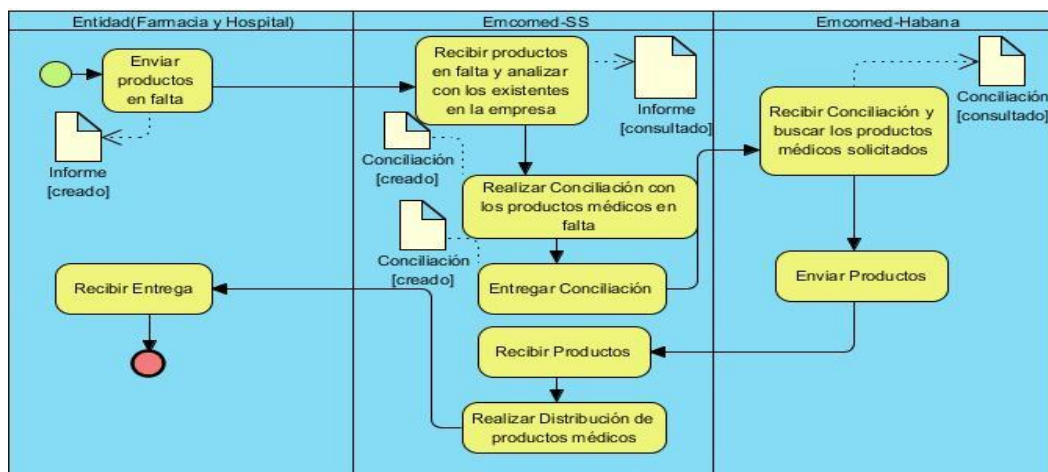 Entidad(Farmacia y Hospital)
Emcomed-SS
Emcomed-Habana
Enviar
productos
en falta
Informe
[creado]
Recibir productos
en falta y analizar
con los existentes
en la empresa
Informe
[consultado]
Conciliación
[creado]
Realizar Conciliación con
los productos médicos en
falta
Conciliación
[creado]
Entregar Conciliación
Recibir Conciliación y
buscar los productos
médicos solicitados
Conciliación
[consultado]
Enviar Productos
Recibir Productos
Realizar Distribución de
productos médicos
Recibir Entrega